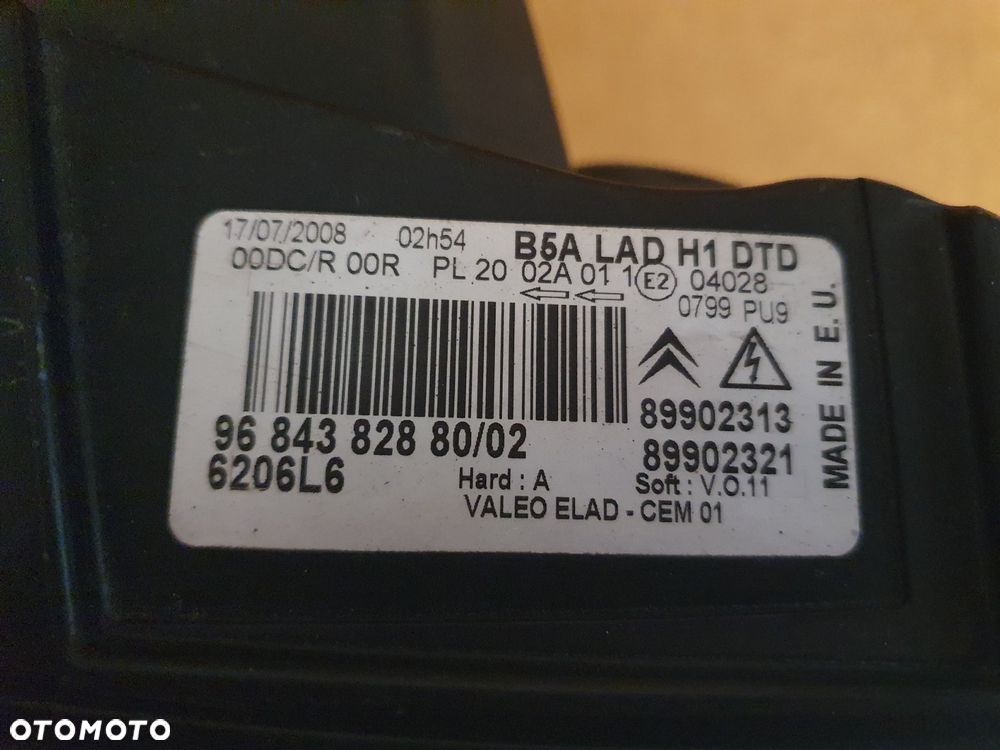 17/07/2008 02h54 B5A LAD H1 DTD
00DC/R 00R PL 20 02A 01 1 E2 04028
0799 PU9
96 843 828 80/02
89902313
6206L6
89902321
Hard : A Soft : V.O.11
VALEO ELAD - CEM 01
MADE IN E. U.
OTOMOTO